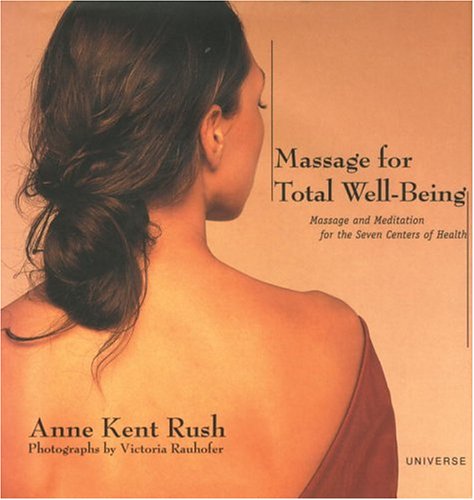 Massage for
Total Well-Being
Massage and Meditation
for the Seven Centers of Health
Anne Kent Rush
Photographs by Victoria Rauhofer
UNIVERSE